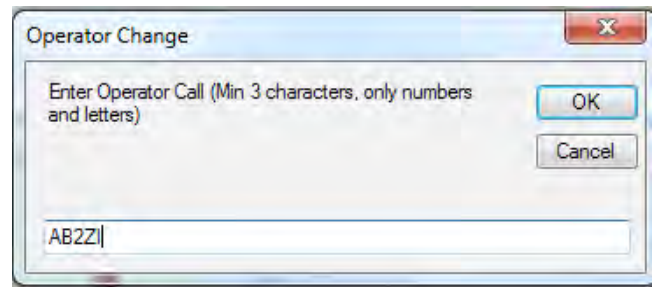 Operator Change
Enter Operator Call (Min 3 characters, only numbers
and letters)
OK
Cancel
AB2ZI